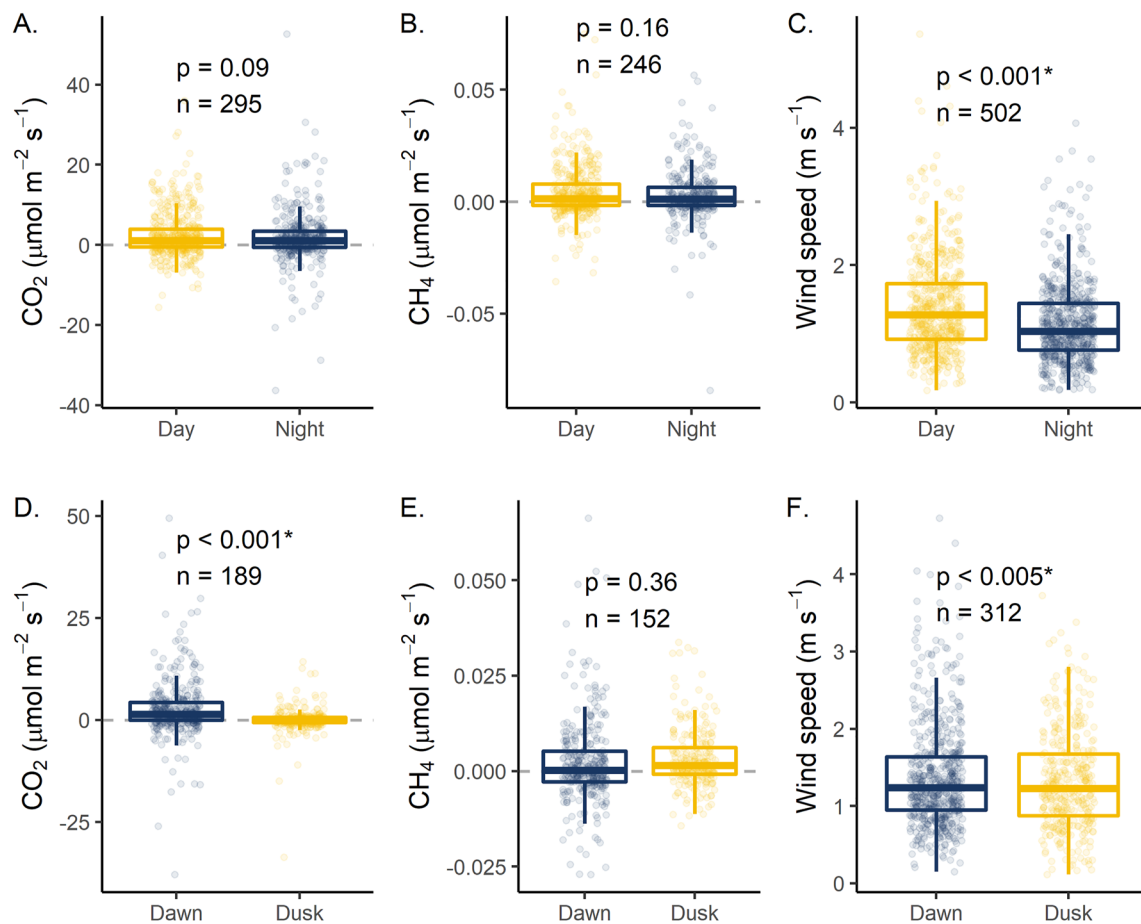 A.
CO₂ (μmol m⁻² s⁻¹)
40
20
0
-20
-40
p = 0.09
n = 295
Day
Night
B.
CH₄ (μmol m⁻² s⁻¹)
0.05
0.00
-0.05
p = 0.16
n = 246
Day
Night
C.
Wind speed (m s⁻¹)
4
2
0
p < 0.001*
n = 502
Day
Night
D.
CO₂ (μmol m⁻² s⁻¹)
50
25
0
-25
p < 0.001*
n = 189
Dawn
Dusk
E.
CH₄ (μmol m⁻² s⁻¹)
0.050
0.025
0.000
-0.025
p = 0.36
n = 152
Dawn
Dusk
F.
Wind speed (m s⁻¹)
4
3
2
1
0
p < 0.005*
n = 312
Dawn
Dusk